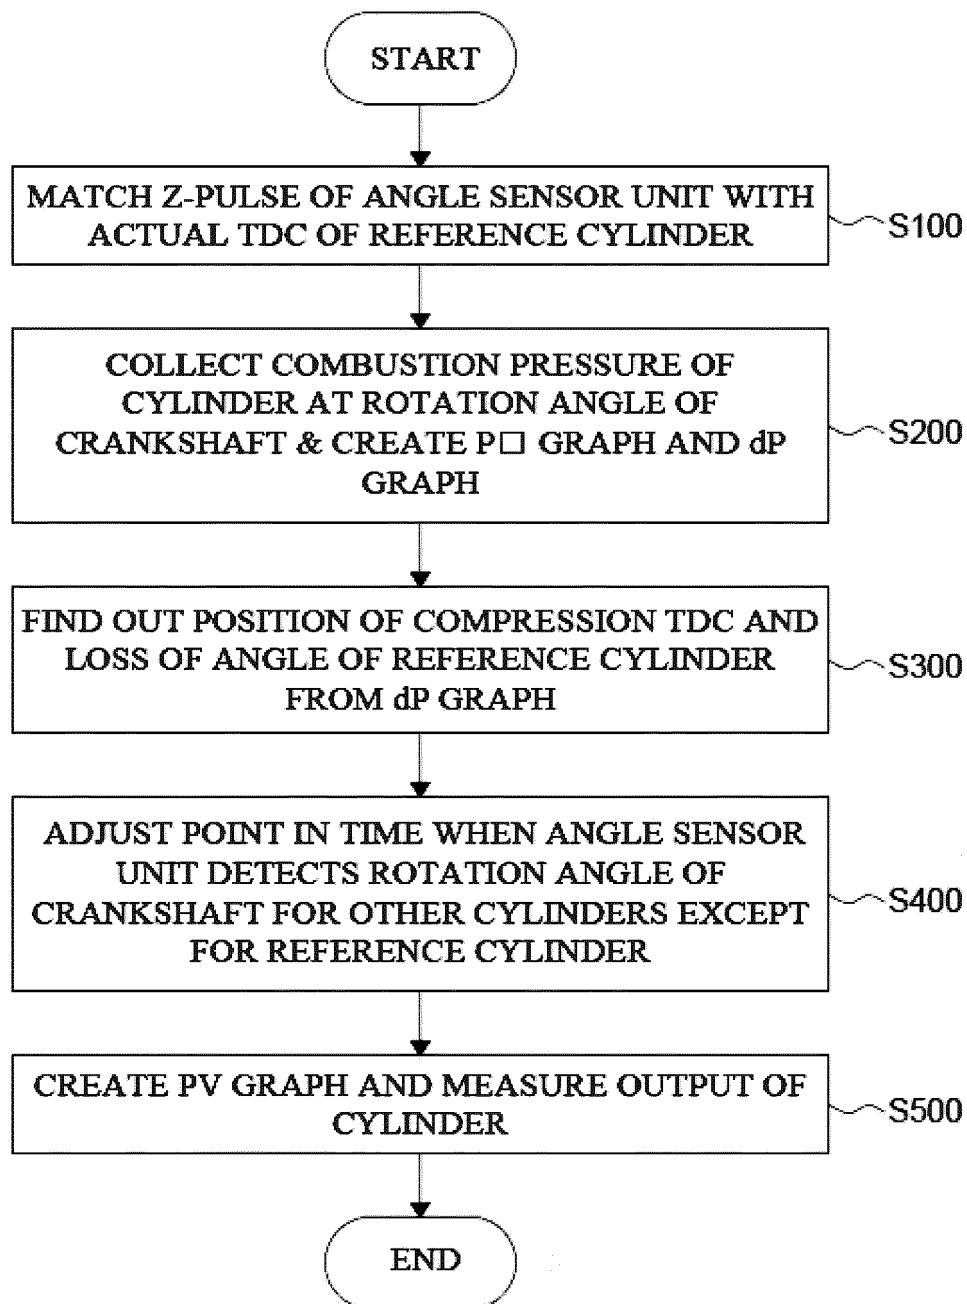 START
MATCH Z-PULSE OF ANGLE SENSOR UNIT WITH
ACTUAL TDC OF REFERENCE CYLINDER
S100
COLLECT COMBUSTION PRESSURE OF
CYLINDER AT ROTATION ANGLE OF
CRANKSHAFT & CREATE P□ GRAPH AND dP
GRAPH
S200
FIND OUT POSITION OF COMPRESSION TDC AND
LOSS OF ANGLE OF REFERENCE CYLINDER
FROM dP GRAPH
S300
ADJUST POINT IN TIME WHEN ANGLE SENSOR
UNIT DETECTS ROTATION ANGLE OF
CRANKSHAFT FOR OTHER CYLINDERS EXCEPT
FOR REFERENCE CYLINDER
S400
CREATE PV GRAPH AND MEASURE OUTPUT OF
CYLINDER
S500
END